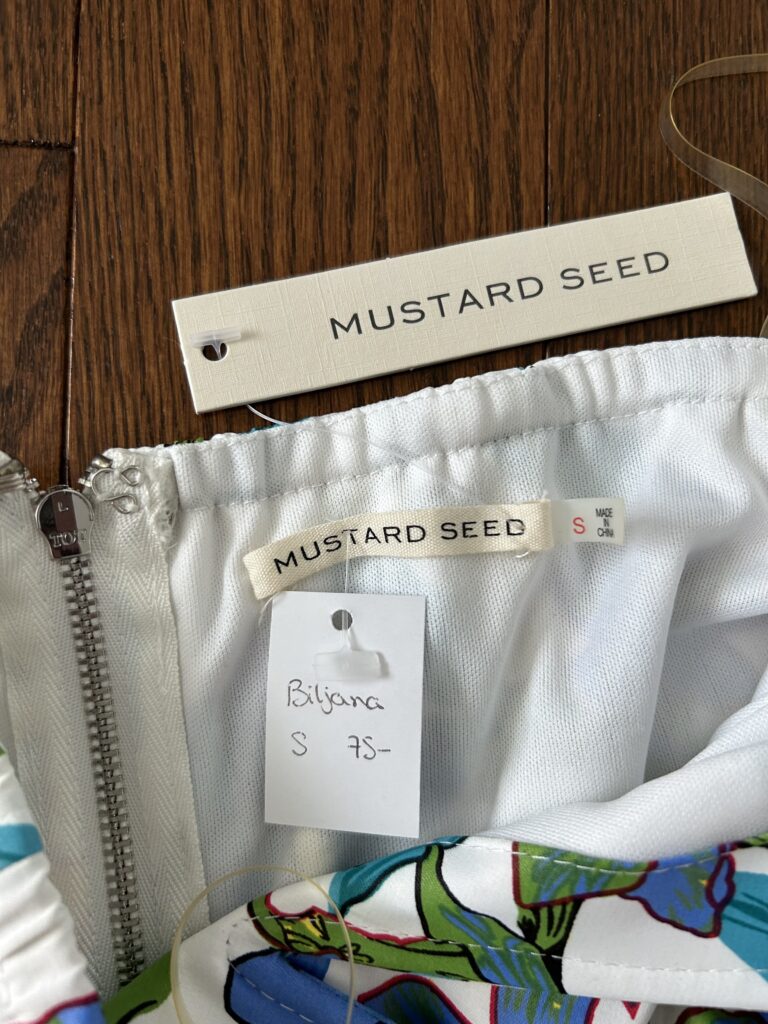 MUSTARD SEED
MUSTARD SEED
S
MADE
IN
CHINA
Biljana
S 75-